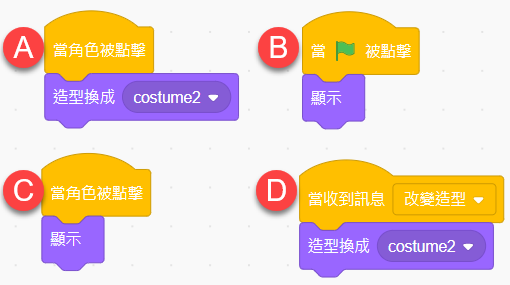 A
當角色被點擊
造型換成 costume2
B
當 被點擊
顯示
C
當角色被點擊
顯示
D
當收到訊息 改變造型
造型換成 costume2